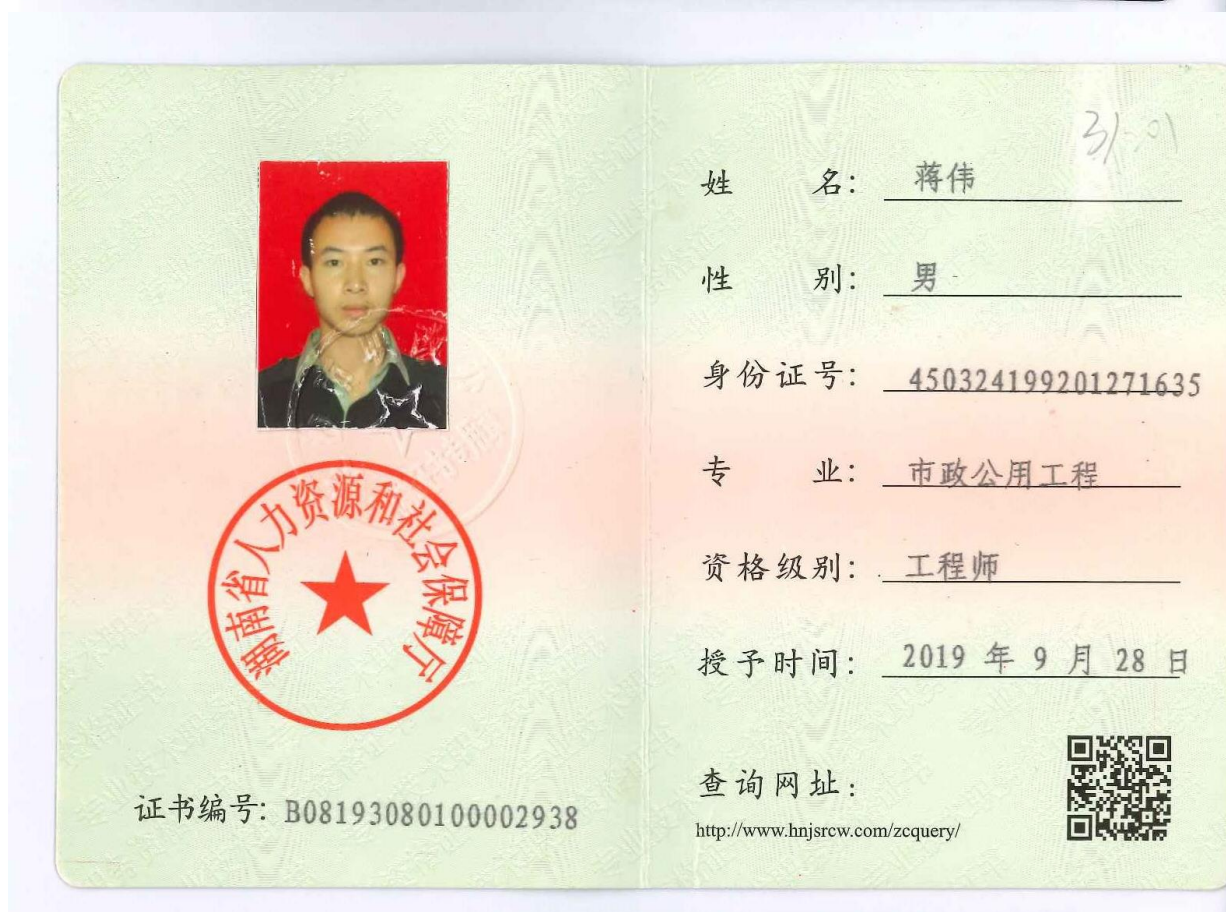 湖南省人力资源和社会保障厅
证书编号: B08193080100002938
31-01
姓 名: 蒋伟
性 别: 男
身份证号: 450324199201271635
专 业: 市政公用工程
资格级别: 工程师
授予时间: 2019 年 9 月 28 日
查询网址:
http://www.hnjsrcw.com/zcquery/